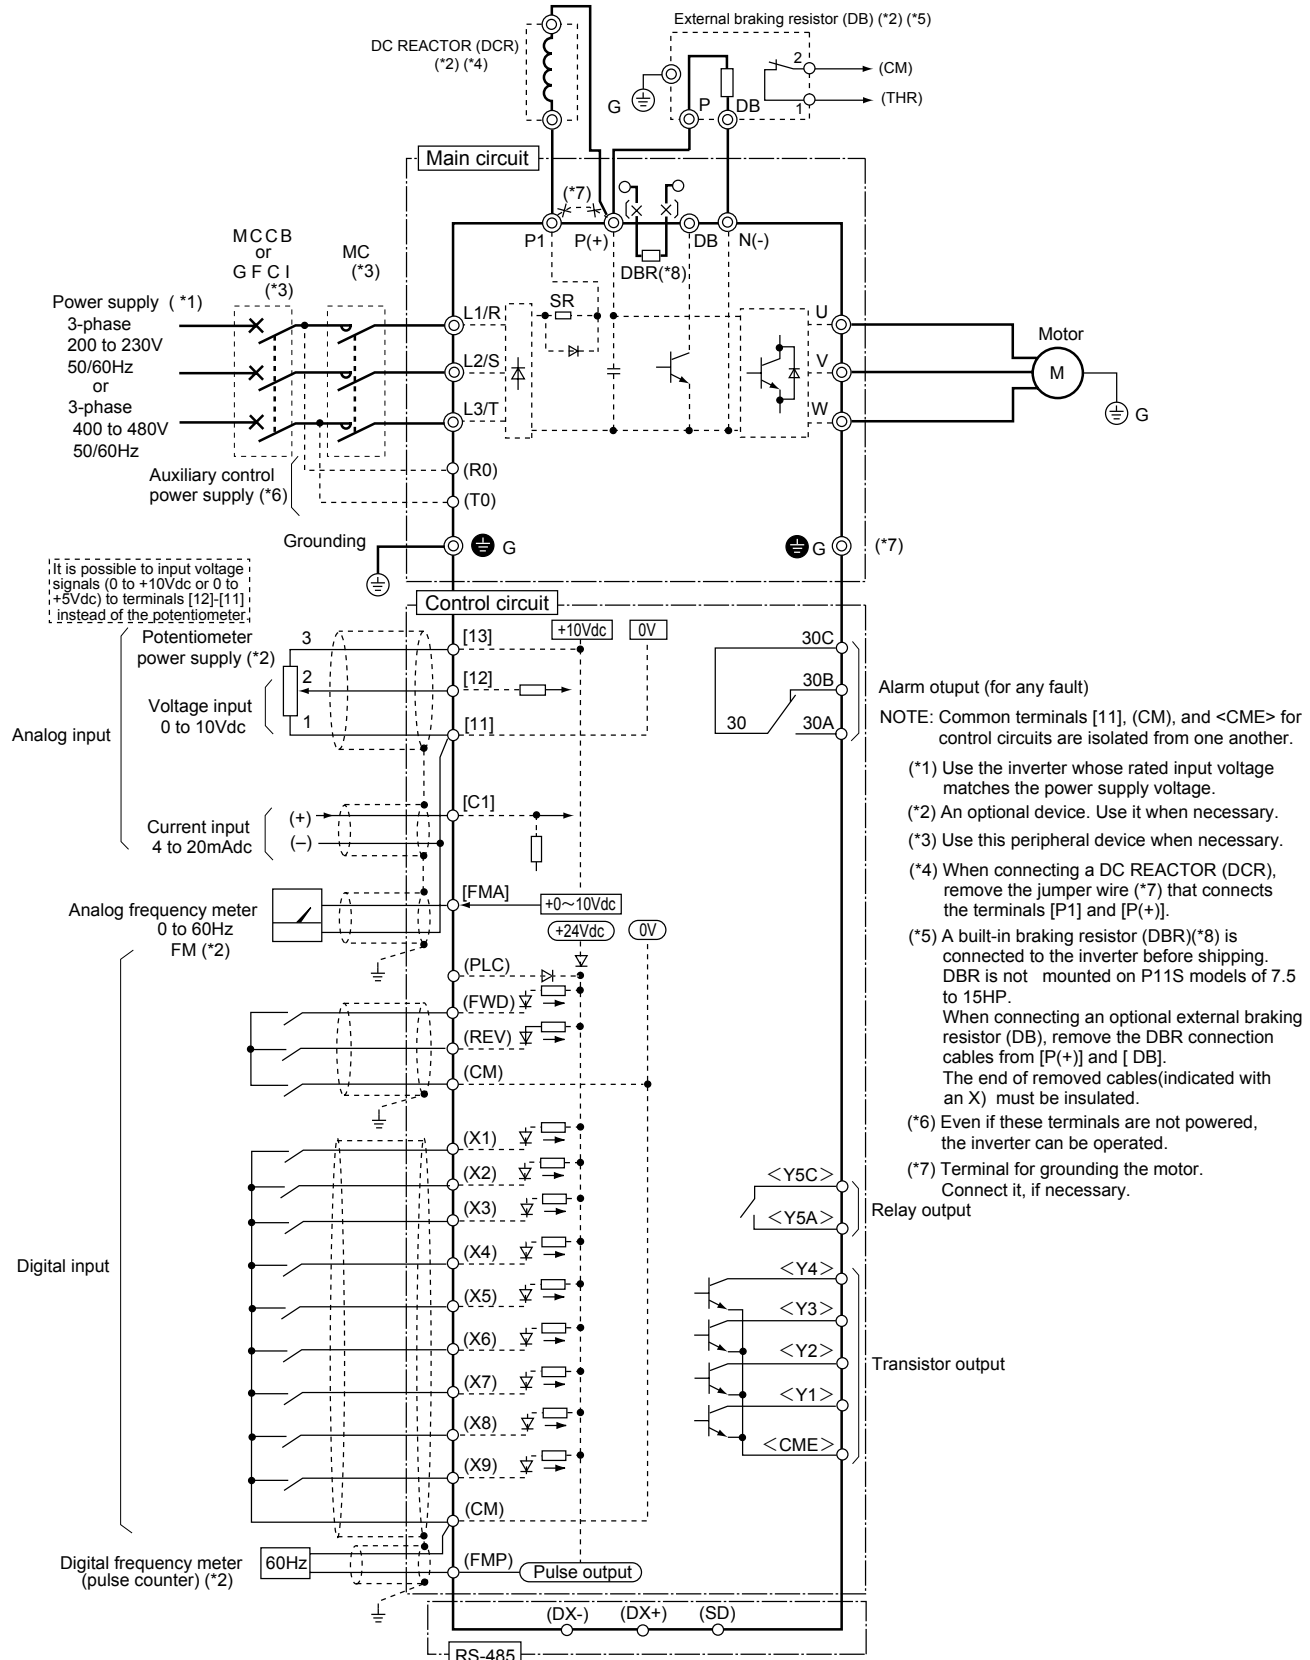 External braking resistor (DB) (*2) (*5)
DC REACTOR (DCR)
(*2) (*4)
2
(CM)
G
P
DB
1
(THR)
Main circuit
(*7)
P1
P(+)
DB
N(-)
DBR(*8)
MCCB
or
GFCI
(*3)
MC
(*3)
Power supply (*1)
3-phase
200 to 230V
50/60Hz
or
3-phase
400 to 480V
50/60Hz
L1/R
L2/S
L3/T
SR
U
V
W
Motor
M
G
Auxiliary control
power supply (*6)
(R0)
(T0)
Grounding
G
G
(*7)
It is possible to input voltage
signals (0 to +10Vdc or 0 to
+5Vdc) to terminals [12]-[11]
instead of the potentiometer.
Control circuit
Potentiometer
power supply (*2)
3
[13]
+10Vdc
0V
30C
2
[12]
30B
Voltage input
0 to 10Vdc
1
[11]
30
30A
Analog input
Alarm otuput (for any fault)
NOTE: Common terminals [11], (CM), and <CME> for
control circuits are isolated from one another.
(*1) Use the inverter whose rated input voltage
matches the power supply voltage.
(*2) An optional device. Use it when necessary.
(*3) Use this peripheral device when necessary.
(*4) When connecting a DC REACTOR (DCR),
remove the jumper wire (*7) that connects
the terminals [P1] and [P(+)].
(*5) A built-in braking resistor (DBR)(*8) is
connected to the inverter before shipping.
DBR is not mounted on P11S models of 7.5
to 15HP.
When connecting an optional external braking
resistor (DB), remove the DBR connection
cables from [P(+)] and [ DB].
The end of removed cables(indicated with
an X) must be insulated.
(*6) Even if these terminals are not powered,
the inverter can be operated.
(*7) Terminal for grounding the motor.
Connect it, if necessary.
Current input
4 to 20mAdc
(+)
(–)
[C1]
Analog frequency meter
0 to 60Hz
FM (*2)
[FMA]
+0～10Vdc
+24Vdc
0V
(PLC)
(FWD)
(REV)
(CM)
Digital input
(X1)
(X2)
(X3)
(X4)
(X5)
(X6)
(X7)
(X8)
(X9)
(CM)
<Y5C>
<Y5A>
Relay output
<Y4>
<Y3>
<Y2>
<Y1>
<CME>
Transistor output
Digital frequency meter
(pulse counter) (*2)
60Hz
(FMP)
Pulse output
(DX-)
(DX+)
(SD)
RS-485